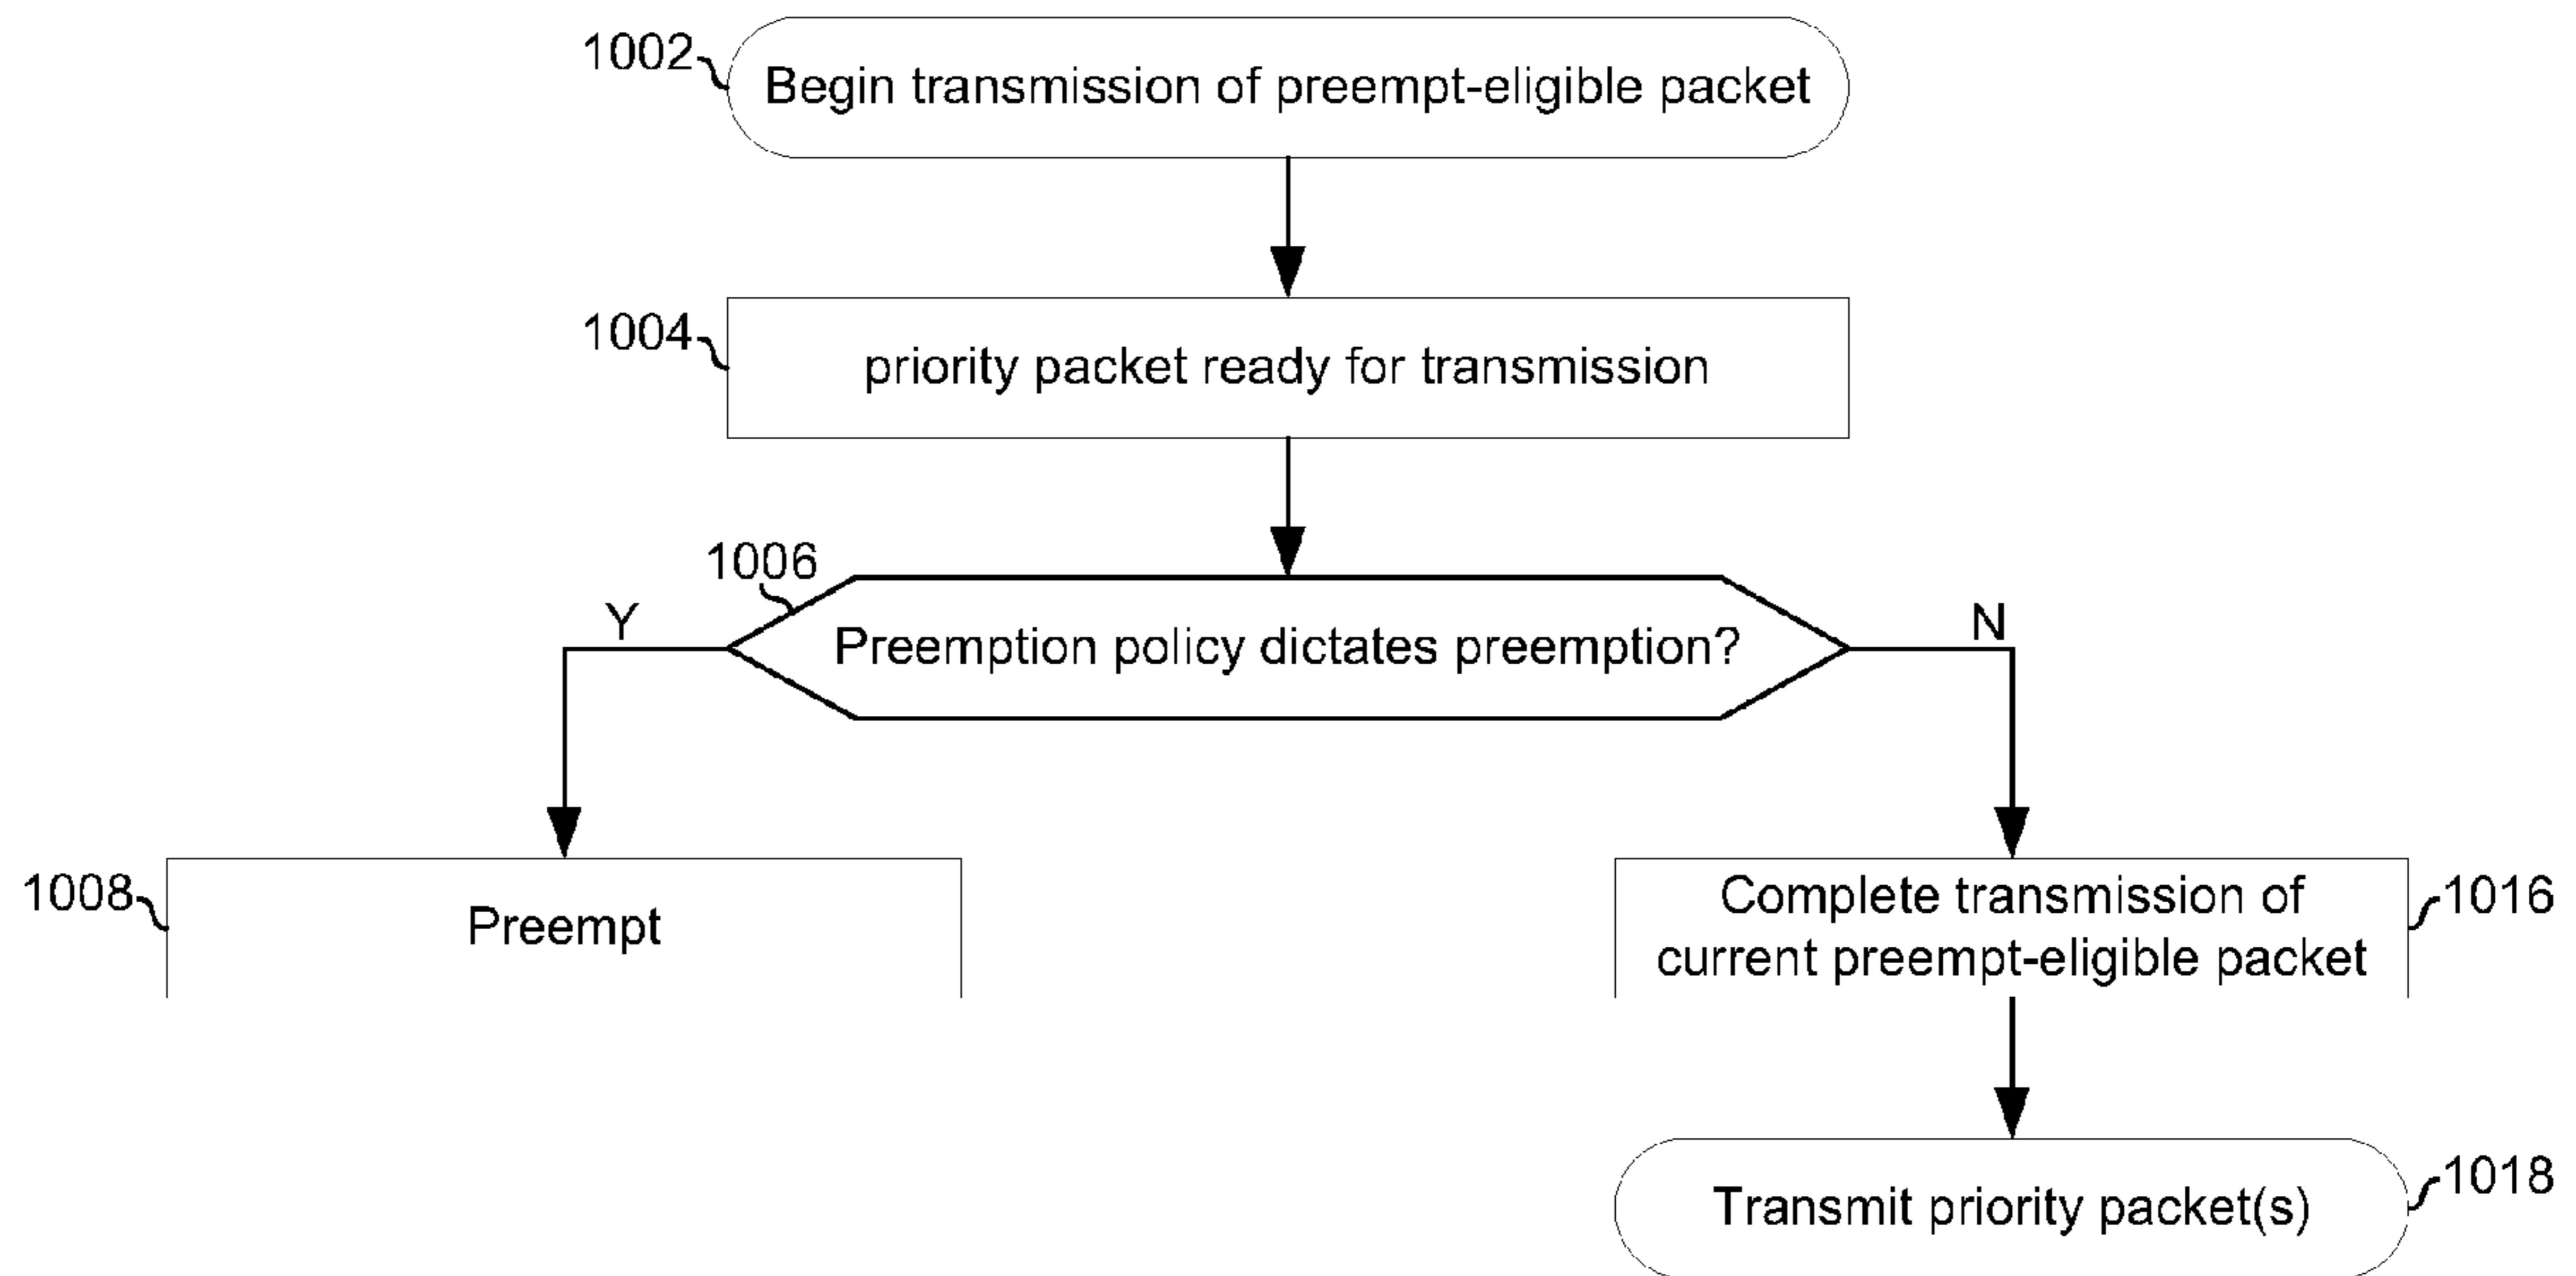 1002
Begin transmission of preempt-eligible packet
1004
priority packet ready for transmission
1006
Y
Preemption policy dictates preemption?
N
1008
Preempt
Complete transmission of
current preempt-eligible packet
1016
Transmit priority packet(s)
1018